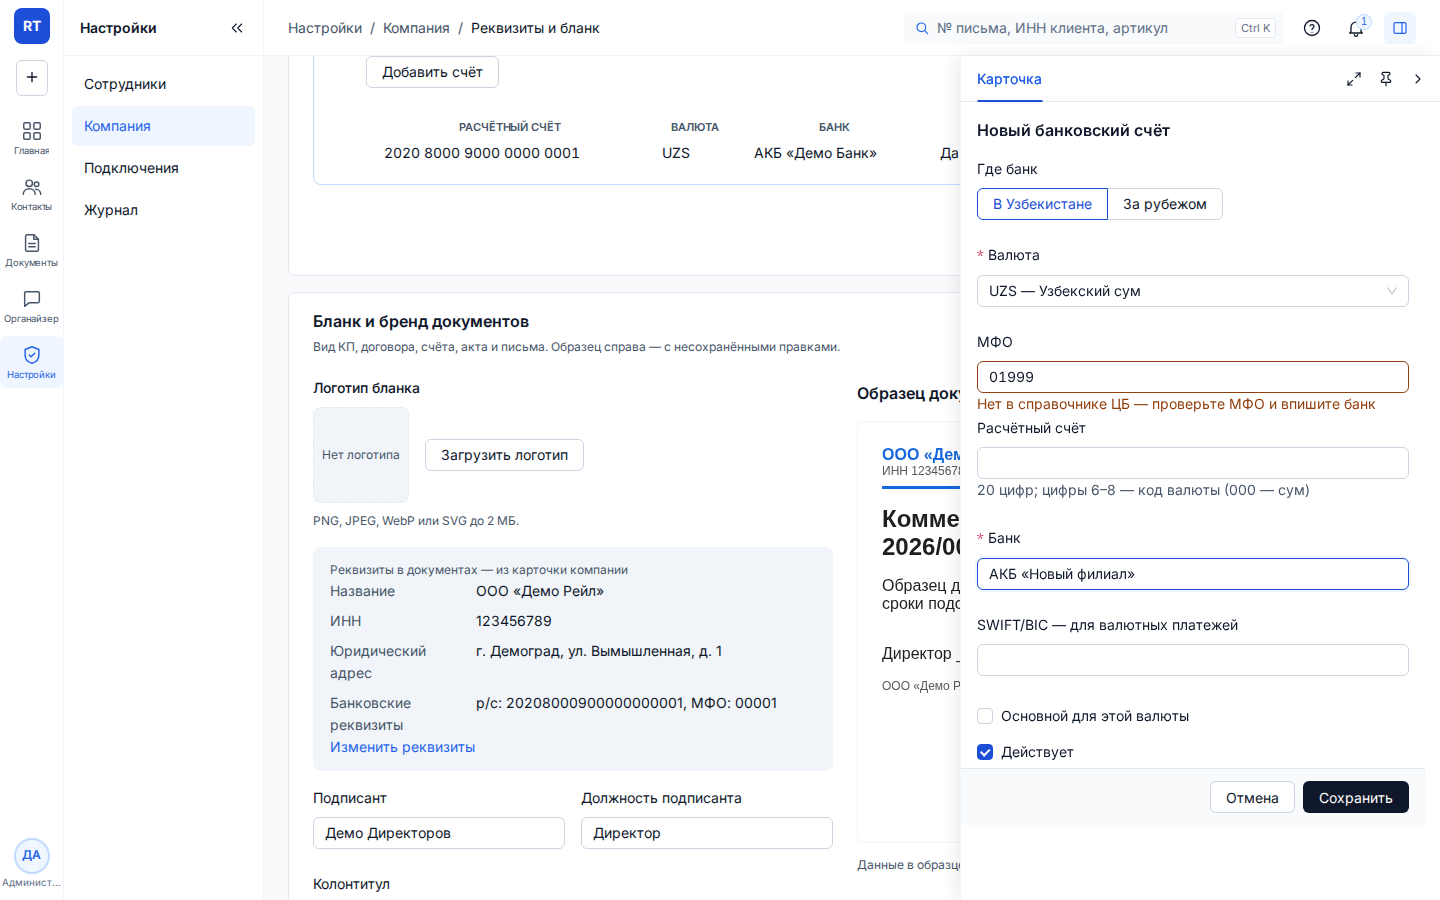 RT
Настройки
Настройки / Компания / Реквизиты и бланк
№ письма, ИНН клиента, артикул
Ctrl K
1
Главная
Контакты
Документы
Органайзер
Настройки
ДА
Админист...
Сотрудники
Компания
Подключения
Журнал
Добавить счёт
РАСЧЁТНЫЙ СЧЁТ ВАЛЮТА БАНК
2020 8000 9000 0000 0001 UZS АКБ «Демо Банк» Да
Бланк и бренд документов
Вид КП, договора, счёта, акта и письма. Образец справа — с несохранёнными правками.
Логотип бланка
Нет логотипа
Загрузить логотип
PNG, JPEG, WebP или SVG до 2 МБ.
Реквизиты в документах — из карточки компании
Название ООО «Демо Рейл»
ИНН 123456789
Юридический адрес г. Демоград, ул. Вымышленная, д. 1
Банковские реквизиты р/с: 20208000900000000001, МФО: 00001
Изменить реквизиты
Подписант
Демо Директоров
Должность подписанта
Директор
Колонтитул
Образец док
ООО «Дем
ИНН 12345678
Комме
2026/00
Образец д
сроки подо
Директор _
ООО «Демо Р
Данные в образце
Карточка
Новый банковский счёт
Где банк
В Узбекистане
За рубежом
* Валюта
UZS — Узбекский сум
МФО
01999
Нет в справочнике ЦБ — проверьте МФО и впишите банк
Расчётный счёт
20 цифр; цифры 6–8 — код валюты (000 — сум)
* Банк
АКБ «Новый филиал»
SWIFT/BIC — для валютных платежей
Основной для этой валюты
Действует
Отмена
Сохранить